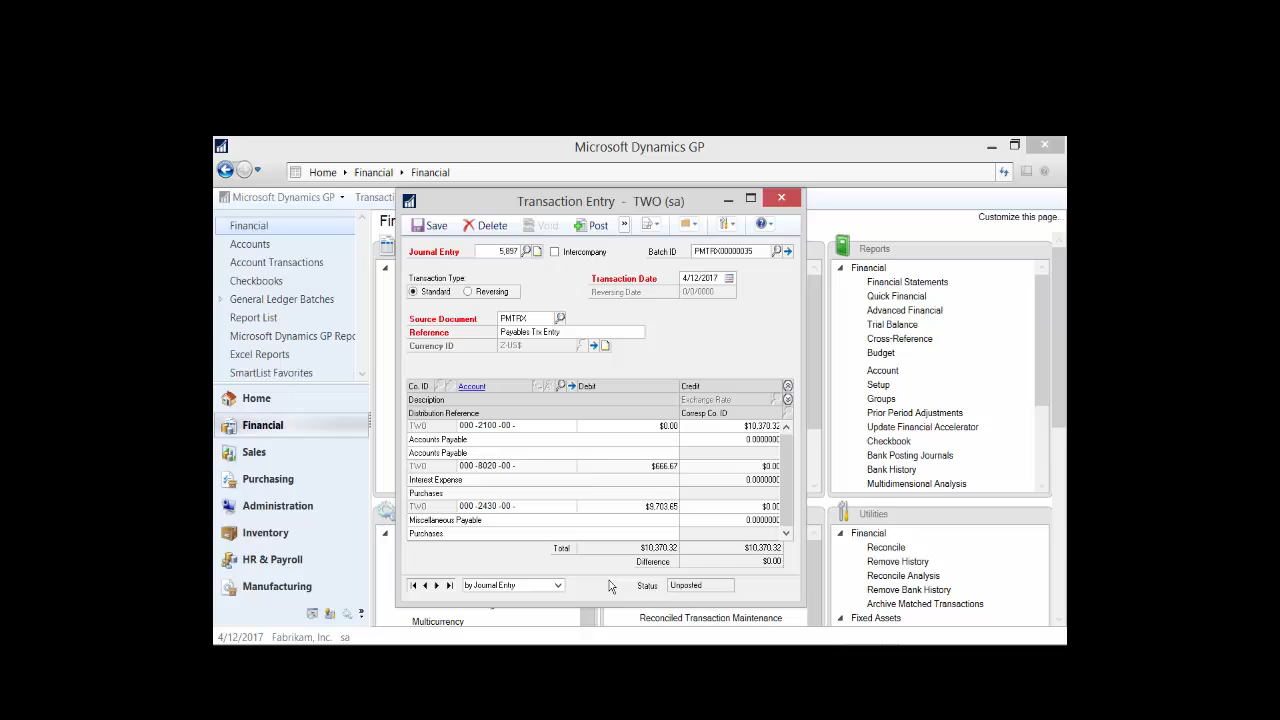 Microsoft Dynamics GP
Home Financial Financial
Microsoft Dynamics GP Transacti
Customize this page...
Financial
Accounts
Account Transactions
Checkbooks
General Ledger Batches
Report List
Microsoft Dynamics GP Repo
Excel Reports
SmartList Favorites
Home
Financial
Sales
Purchasing
Administration
Inventory
HR & Payroll
Manufacturing
Fi
Transaction Entry - TWO (sa)
Save Delete Void Post
Journal Entry 5,897 Intercompany Batch ID PMTRX00000035
Transaction Type: Transaction Date 4/12/2017
Standard Reversing Reversing Date 0/0/0000
Source Document PMTRX
Reference Payables Trx Entry
Currency ID Z-US$
Co. ID Account Debit Credit
Description Exchange Rate
Distribution Reference Corresp Co. ID
TWO 000 -2100 -00 - $0.00 $10,370.32
Accounts Payable 0.0000000
Accounts Payable
TWO 000 -8020 -00 - $666.67 $0.00
Interest Expense 0.0000000
Purchases
TWO 000 -2430 -00 - $9,703.65 $0.00
Miscellaneous Payable 0.0000000
Purchases
Total $10,370.32 $10,370.32
Difference $0.00
by Journal Entry Status Unposted
Multicurrency
Reconciled Transaction Maintenance
Reports
Financial
Financial Statements
Quick Financial
Advanced Financial
Trial Balance
Cross-Reference
Budget
Account
Setup
Groups
Prior Period Adjustments
Update Financial Accelerator
Checkbook
Bank Posting Journals
Bank History
Multidimensional Analysis
Utilities
Financial
Reconcile
Remove History
Reconcile Analysis
Remove Bank History
Archive Matched Transactions
Fixed Assets
4/12/2017 Fabrikam, Inc. sa